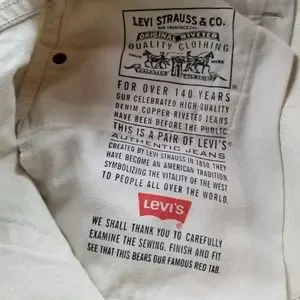 LEVI STRAUSS & CO.
SAN FRANCISCO, CAL.
ORIGINAL RIVETED
QUALITY CLOTHING
TRADE MARK
FOR OVER 140 YEARS
OUR CELEBRATED HIGH-QUALITY
DENIM COPPER-RIVETED JEANS
HAVE BEEN BEFORE THE PUBLIC.
THIS IS A PAIR OF LEVI'S®
AUTHENTIC JEANS
CREATED BY LEVI STRAUSS IN 1850. THEY
HAVE BECOME AN AMERICAN TRADITION
SYMBOLIZING THE VITALITY OF THE WEST
TO PEOPLE ALL OVER THE WORLD.
LEVI'S
WE SHALL THANK YOU TO CAREFULLY
EXAMINE THE SEWING, FINISH AND FIT.
SEE THAT THIS BEARS OUR FAMOUS RED TAB.